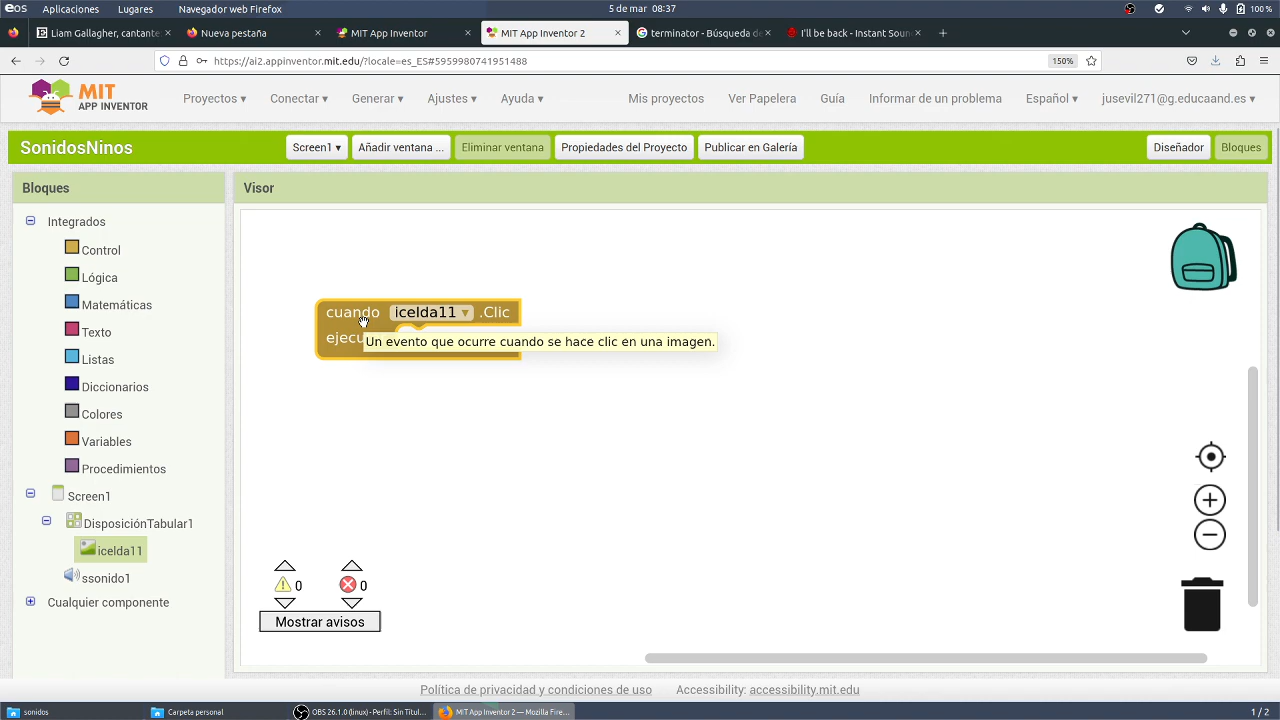 eos Aplicaciones Lugares Navegador web Firefox 5 de mar 08:37 100 %
Liam Gallagher, cantante Nueva pestaña MIT App Inventor MIT App Inventor 2 terminator - Búsqueda de I'll be back - Instant Soun
https://ai2.appinventor.mit.edu/?locale=es_ES#5959980741951488 150%
MIT
APP INVENTOR
Proyectos Conectar Generar Ajustes Ayuda Mis proyectos Ver Papelera Guía Informar de un problema Español jusevil271@g.educaand.es
SonidosNinos Screen1 Añadir ventana ... Eliminar ventana Propiedades del Proyecto Publicar en Galería Diseñador Bloques
Bloques Visor
Integrados
Control
Lógica
Matemáticas
Texto
Listas
Diccionarios
Colores
Variables
Procedimientos
Screen1
DisposiciónTabular1
icelda11
ssonido1
Cualquier componente
cuando icelda11 .Clic
ejecu
Un evento que ocurre cuando se hace clic en una imagen.
0 0
Mostrar avisos
Política de privacidad y condiciones de uso Accessibility: accessibility.mit.edu
sonidos Carpeta personal OBS 26.1.0 (linux) - Perfil: Sin Titul... MIT App Inventor 2 — Mozilla Fire... 1 / 2